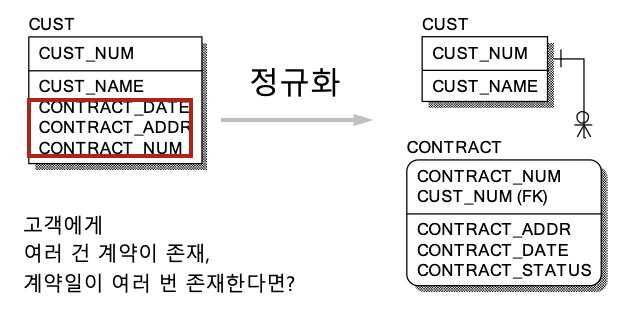 CUST
CUST_NUM
CUST_NAME
CONTRACT_DATE
CONTRACT_ADDR
CONTRACT_NUM
정규화
CUST
CUST_NUM
CUST_NAME
CONTRACT
CONTRACT_NUM
CUST_NUM (FK)
CONTRACT_ADDR
CONTRACT_DATE
CONTRACT_STATUS
고객에게
여러 건 계약이 존재,
계약일이 여러 번 존재한다면?